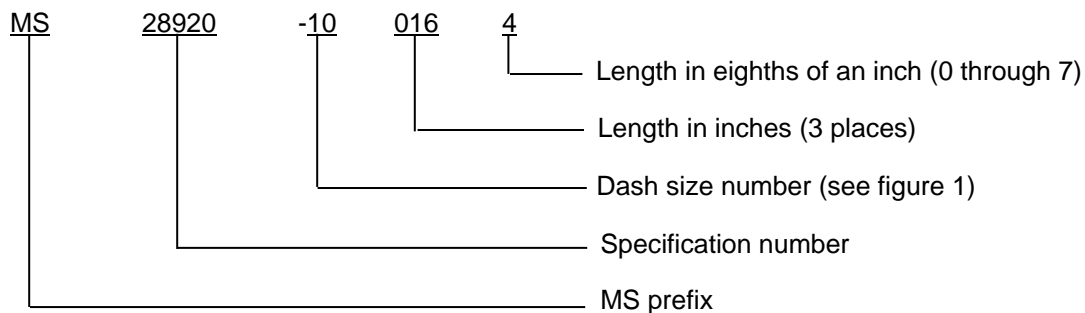 MS 28920 -10 016 4
Length in eighths of an inch (0 through 7)
Length in inches (3 places)
Dash size number (see figure 1)
Specification number
MS prefix